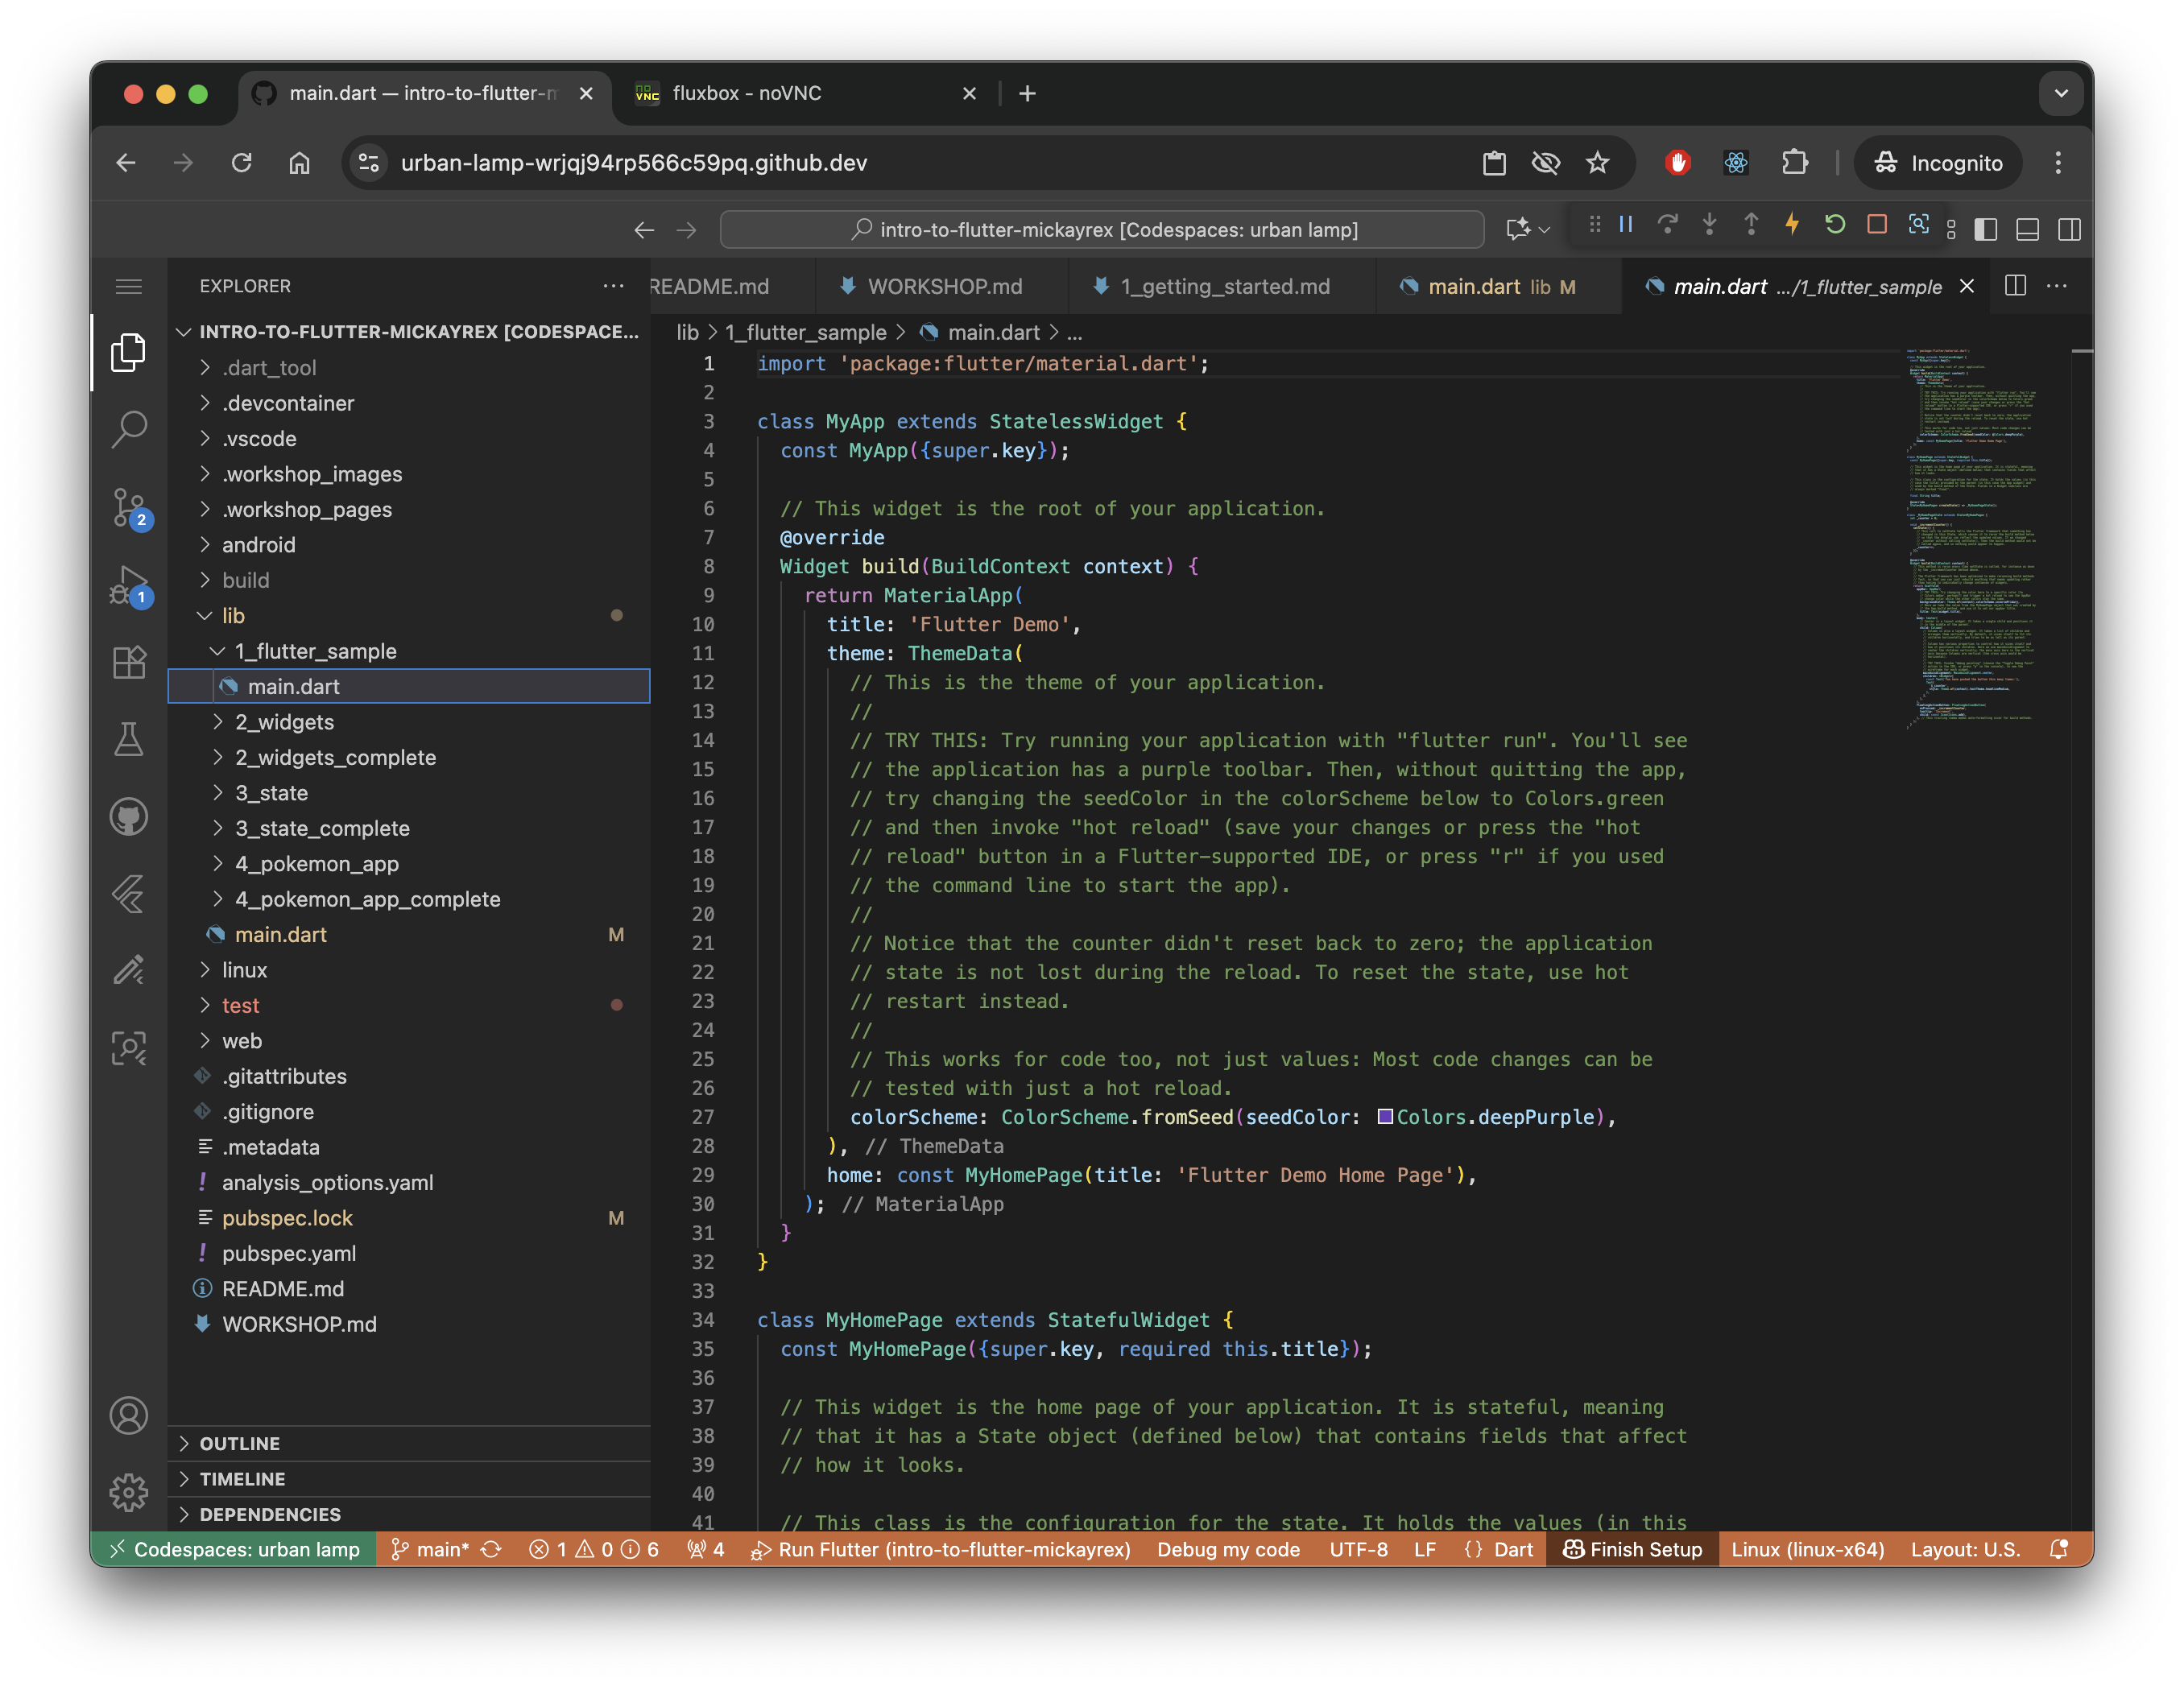 main.dart — intro-to-flutter-m
fluxbox - noVNC
urban-lamp-wrjqj94rp566c59pq.github.dev
Incognito
intro-to-flutter-mickayrex [Codespaces: urban lamp]
EXPLORER
README.md
WORKSHOP.md
1_getting_started.md
main.dart lib M
main.dart .../1_flutter_sample
INTRO-TO-FLUTTER-MICKAYREX [CODESPACE...
.dart_tool
.devcontainer
.vscode
.workshop_images
.workshop_pages
android
build
lib
1_flutter_sample
main.dart
2_widgets
2_widgets_complete
3_state
3_state_complete
4_pokemon_app
4_pokemon_app_complete
main.dart M
linux
test
web
.gitattributes
.gitignore
.metadata
analysis_options.yaml
pubspec.lock M
pubspec.yaml
README.md
WORKSHOP.md
OUTLINE
TIMELINE
DEPENDENCIES
2
1
lib > 1_flutter_sample > main.dart > ...
1 import 'package:flutter/material.dart';
2
3 class MyApp extends StatelessWidget {
4 const MyApp({super.key});
5
6 // This widget is the root of your application.
7 @override
8 Widget build(BuildContext context) {
9 return MaterialApp(
10 title: 'Flutter Demo',
11 theme: ThemeData(
12 // This is the theme of your application.
13 //
14 // TRY THIS: Try running your application with "flutter run". You'll see
15 // the application has a purple toolbar. Then, without quitting the app,
16 // try changing the seedColor in the colorScheme below to Colors.green
17 // and then invoke "hot reload" (save your changes or press the "hot
18 // reload" button in a Flutter-supported IDE, or press "r" if you used
19 // the command line to start the app).
20 //
21 // Notice that the counter didn't reset back to zero; the application
22 // state is not lost during the reload. To reset the state, use hot
23 // restart instead.
24 //
25 // This works for code too, not just values: Most code changes can be
26 // tested with just a hot reload.
27 colorScheme: ColorScheme.fromSeed(seedColor: Colors.deepPurple),
28 ), // ThemeData
29 home: const MyHomePage(title: 'Flutter Demo Home Page'),
30 ); // MaterialApp
31 }
32 }
33
34 class MyHomePage extends StatefulWidget {
35 const MyHomePage({super.key, required this.title});
36
37 // This widget is the home page of your application. It is stateful, meaning
38 // that it has a State object (defined below) that contains fields that affect
39 // how it looks.
40
41 // This class is the configuration for the state. It holds the values (in this
Codespaces: urban lamp
main*
1 0 6
4
Run Flutter (intro-to-flutter-mickayrex)
Debug my code
UTF-8
LF
{} Dart
Finish Setup
Linux (linux-x64)
Layout: U.S.